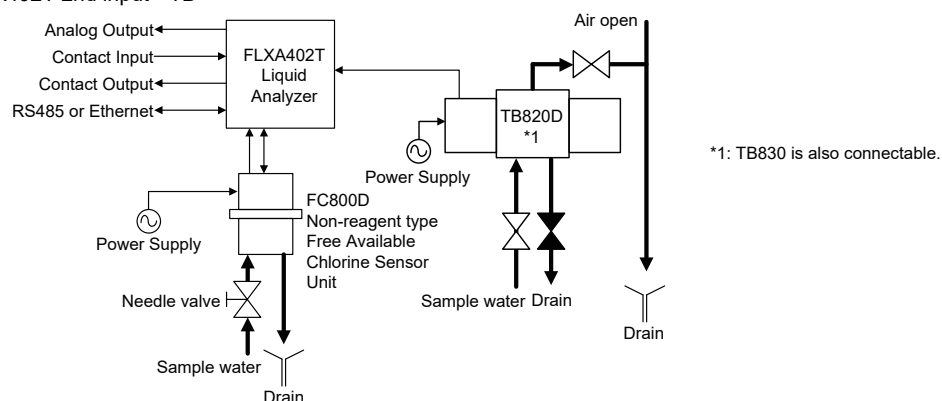 Analog Output
Contact Input
Contact Output
RS485 or Ethernet
FLXA402T
Liquid
Analyzer
Air open
TB820D
*1
*1: TB830 is also connectable.
Power Supply
FC800D
Non-reagent type
Free Available
Chlorine Sensor
Unit
Power Supply
Needle valve
Sample water
Drain
Sample water
Drain
Drain